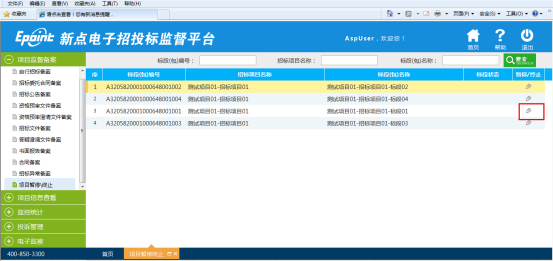 文件(F) 编辑(E) 查看(V) 收藏夹(A) 工具(T) 帮助(H)
收藏夹 请点击查看！您有新消息提醒...
页面(P) 安全(S) 工具(O)
Epoint 新点电子招投标监督平台
AspUser，欢迎您！
首页 帮助 退出
项目监督备案
标段(包)编号： 招标项目名称： 标段(包)名称： 搜索
自行招标备案
招标委托合同备案
招标公告备案
资格预审文件备案
资格预审澄清文件备案
招标文件备案
答疑澄清文件备案
书面报告备案
合同备案
招标异常备案
项目暂停\终止
序 标段(包)编号 招标项目名称 标段(包)名称 标段状态 暂停/终止
1 A3205820001000648001002 测试项目01-招标项目01 测试项目01-招标项目01-标段02
2 A3205820001000648001004 测试项目01-招标项目01 测试项目01-招标项目01-标段04
3 A3205820001000648001001 测试项目01-招标项目01 测试项目01-招标项目01-标段01
4 A3205820001000648001003 测试项目01-招标项目01 测试项目01-招标项目01-标段03
项目信息查看
监控统计
投诉管理
电子监察
400-850-3300 首页 项目暂停\终止